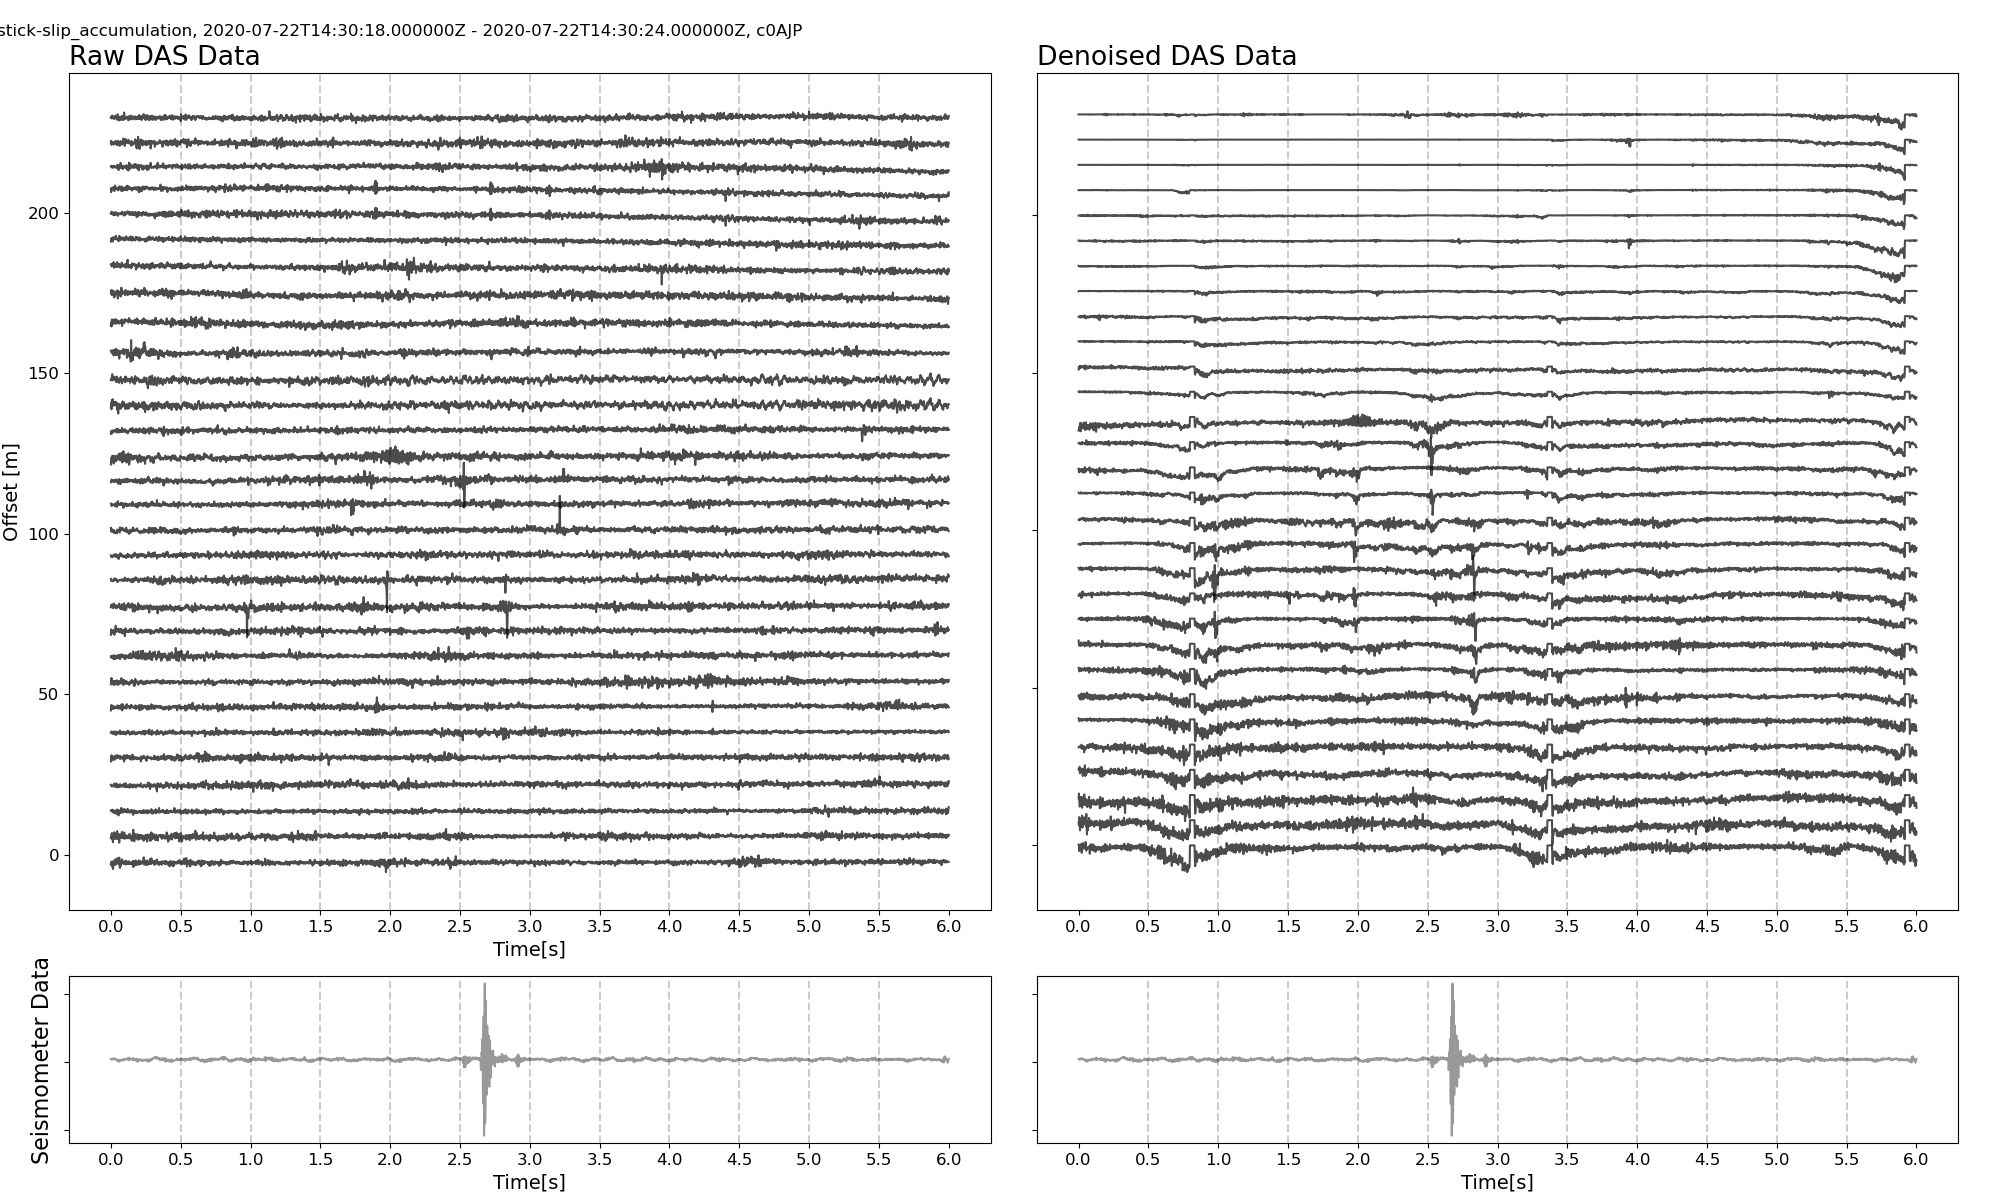 stick-slip_accumulation, 2020-07-22T14:30:18.000000Z - 2020-07-22T14:30:24.000000Z, c0AJP
Raw DAS Data
Denoised DAS Data
Offset [m]
200
150
100
50
0
0.0 0.5 1.0 1.5 2.0 2.5 3.0 3.5 4.0 4.5 5.0 5.5 6.0
Time[s]
0.0 0.5 1.0 1.5 2.0 2.5 3.0 3.5 4.0 4.5 5.0 5.5 6.0
Seismometer Data
0.0 0.5 1.0 1.5 2.0 2.5 3.0 3.5 4.0 4.5 5.0 5.5 6.0
Time[s]
0.0 0.5 1.0 1.5 2.0 2.5 3.0 3.5 4.0 4.5 5.0 5.5 6.0
Time[s]